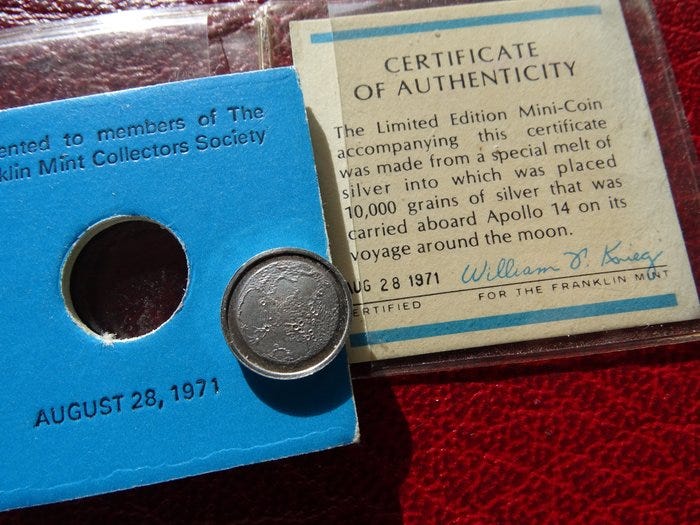 ented to members of The
klin Mint Collectors Society
AUGUST 28, 1971
CERTIFICATE
OF AUTHENTICITY
The Limited Edition Mini-Coin
accompanying this certificate
was made from a special melt of
silver into which was placed
10,000 grains of silver that was
carried aboard Apollo 14 on its
voyage around the moon.
UG 28 1971 William F. Krieg
ERTIFIED FOR THE FRANKLIN MINT